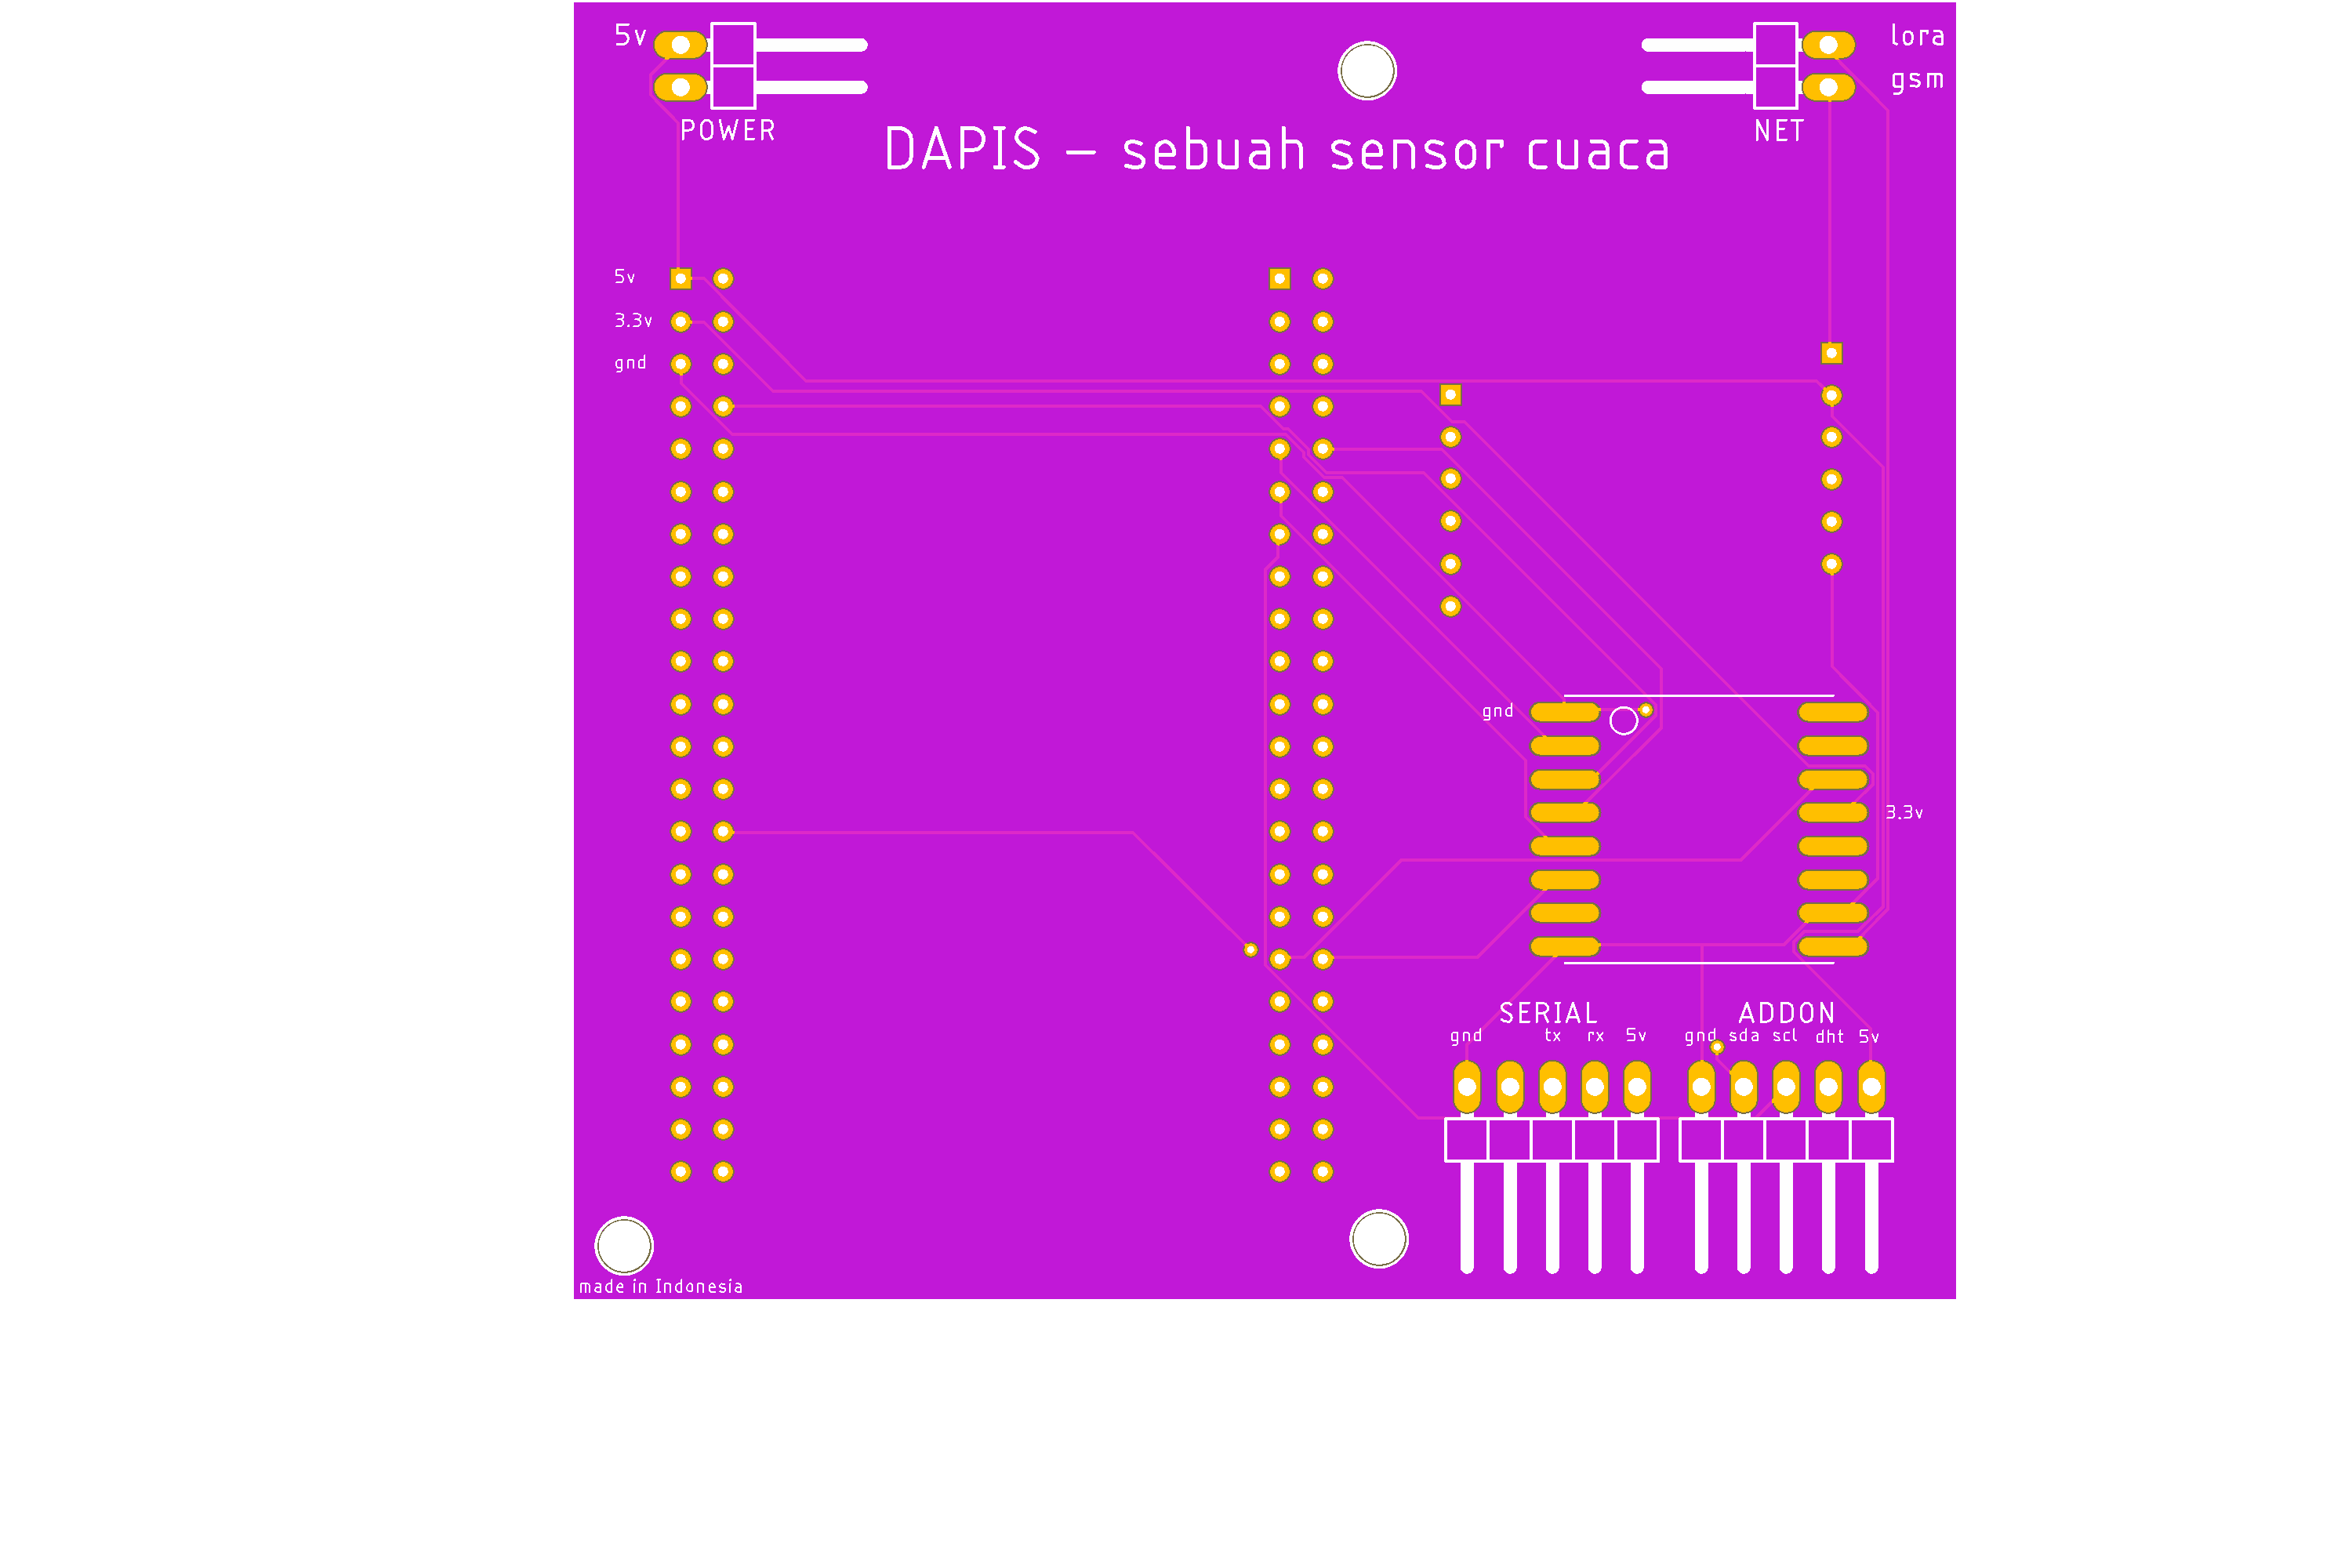 5v
lora
gsm
POWER
NET
DAPIS - sebuah sensor cuaca
5v
3.3v
gnd
gnd
3.3v
SERIAL
ADDON
gnd tx rx 5v
gnd sda scl dht 5v
made in Indonesia